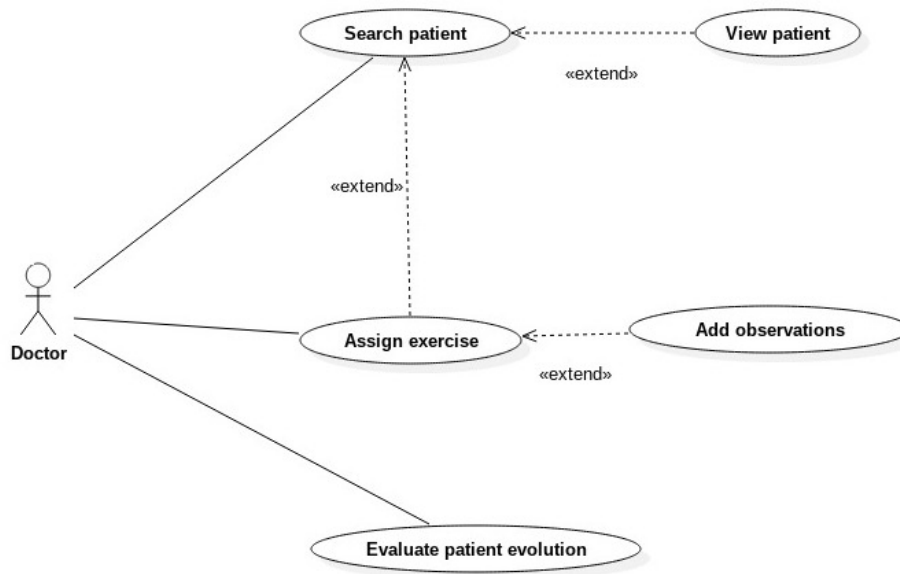 Search patient
View patient
«extend»
«extend»
Doctor
Assign exercise
Add observations
«extend»
Evaluate patient evolution